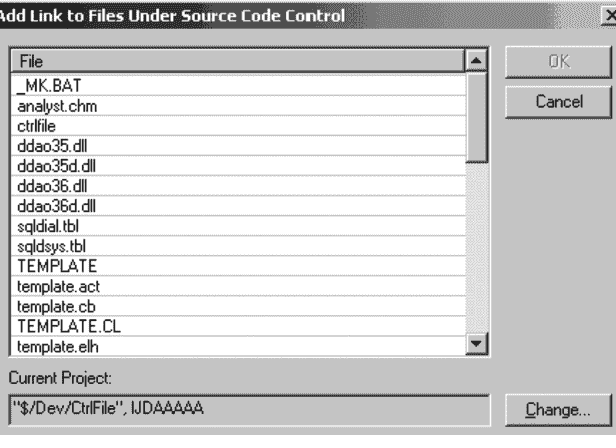 Add Link to Files Under Source Code Control
File
OK
_MK.BAT
analyst.chm
Cancel
ctrlfile
ddao35.dll
ddao35d.dll
ddao36.dll
ddao36d.dll
sqldial.tbl
sqldsys.tbl
TEMPLATE
template.act
template.cb
TEMPLATE.CL
template.elh
Current Project:
"$/Dev/CtrlFile", IJDAAAAA
Change...